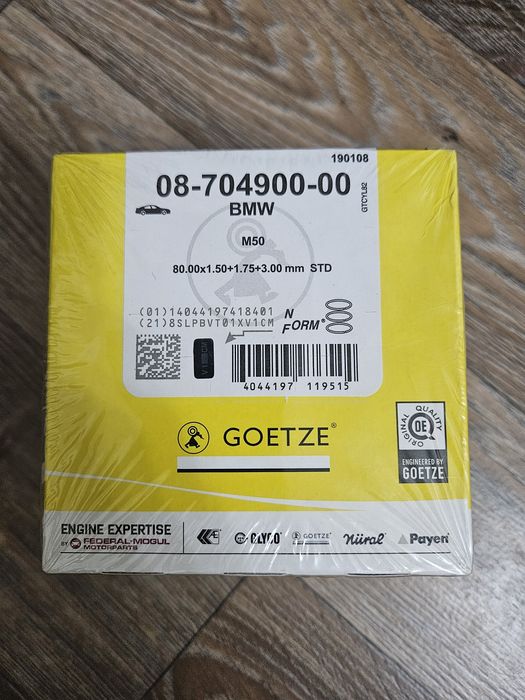 190108
08-704900-00
BMW
GTCYL82
M50
80.00x1.50+1.75+3.00 mm STD
(01)14044197418401
(21)8SLPBVT01XV1CM
N
FORM®
4044197 119515
GOETZE®
ORIGINAL QUALITY
OE
ENGINEERED BY
GOETZE
ENGINE EXPERTISE
BY FEDERAL-MOGUL
MOTORPARTS
AE
GLYCO®
GOETZE®
Nüral®
Payen®